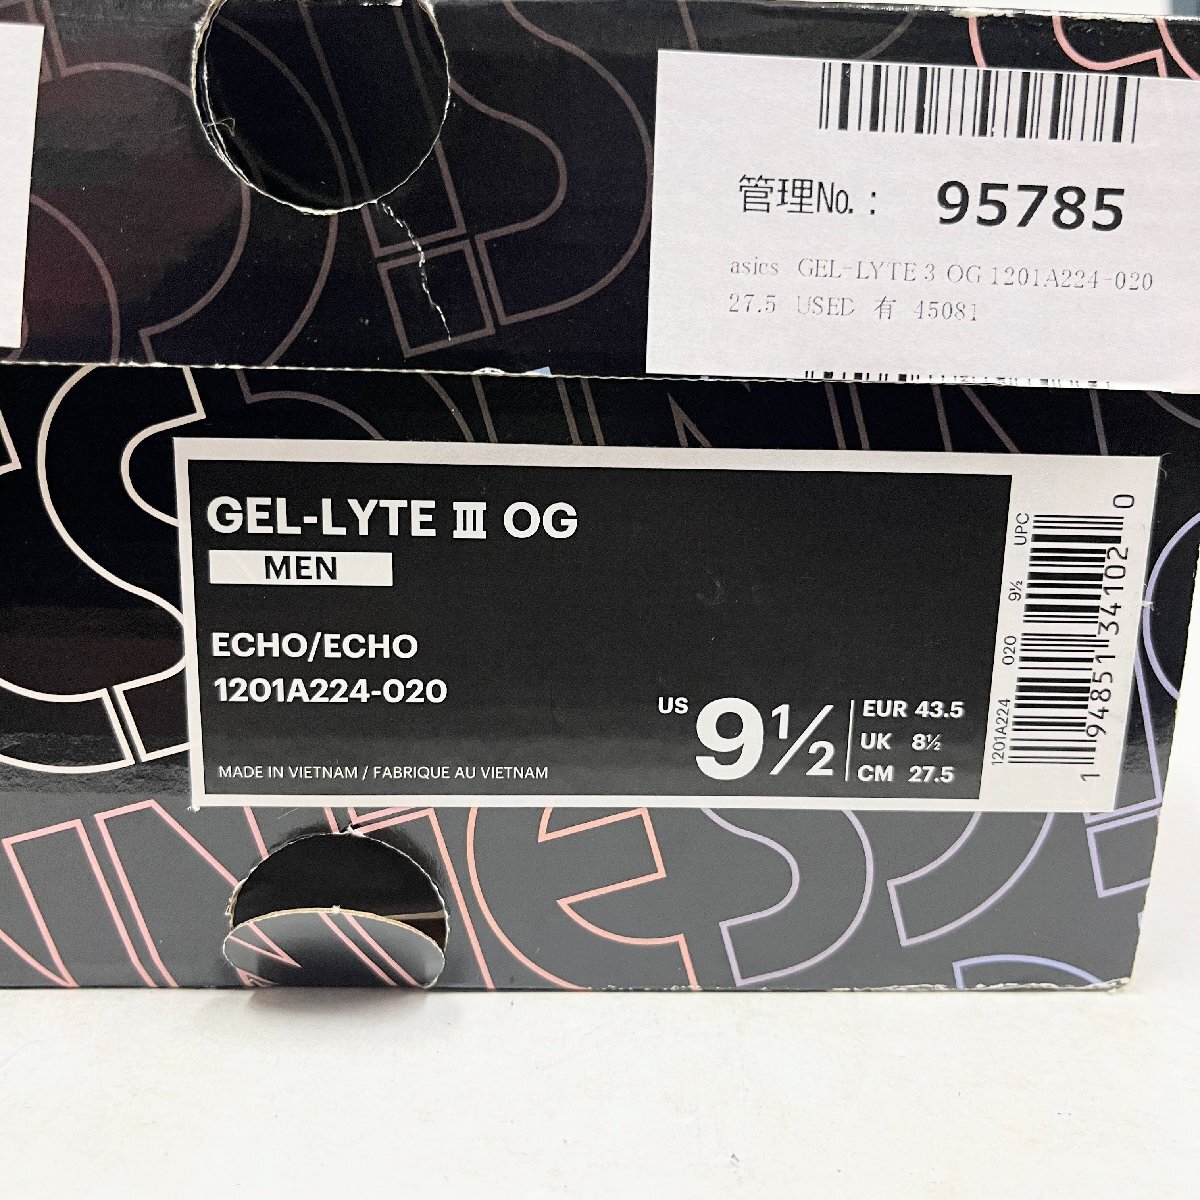 管理No.: 95785
asics GEL-LYTE 3 OG 1201A224-020
27.5 USED 有 45081
GEL-LYTE III OG
MEN
ECHO/ECHO
1201A224-020
US 9½
EUR 43.5
UK 8½
CM 27.5
MADE IN VIETNAM / FABRIQUE AU VIETNAM
1201A224 020 9½ UPC
1 94851 34102 0